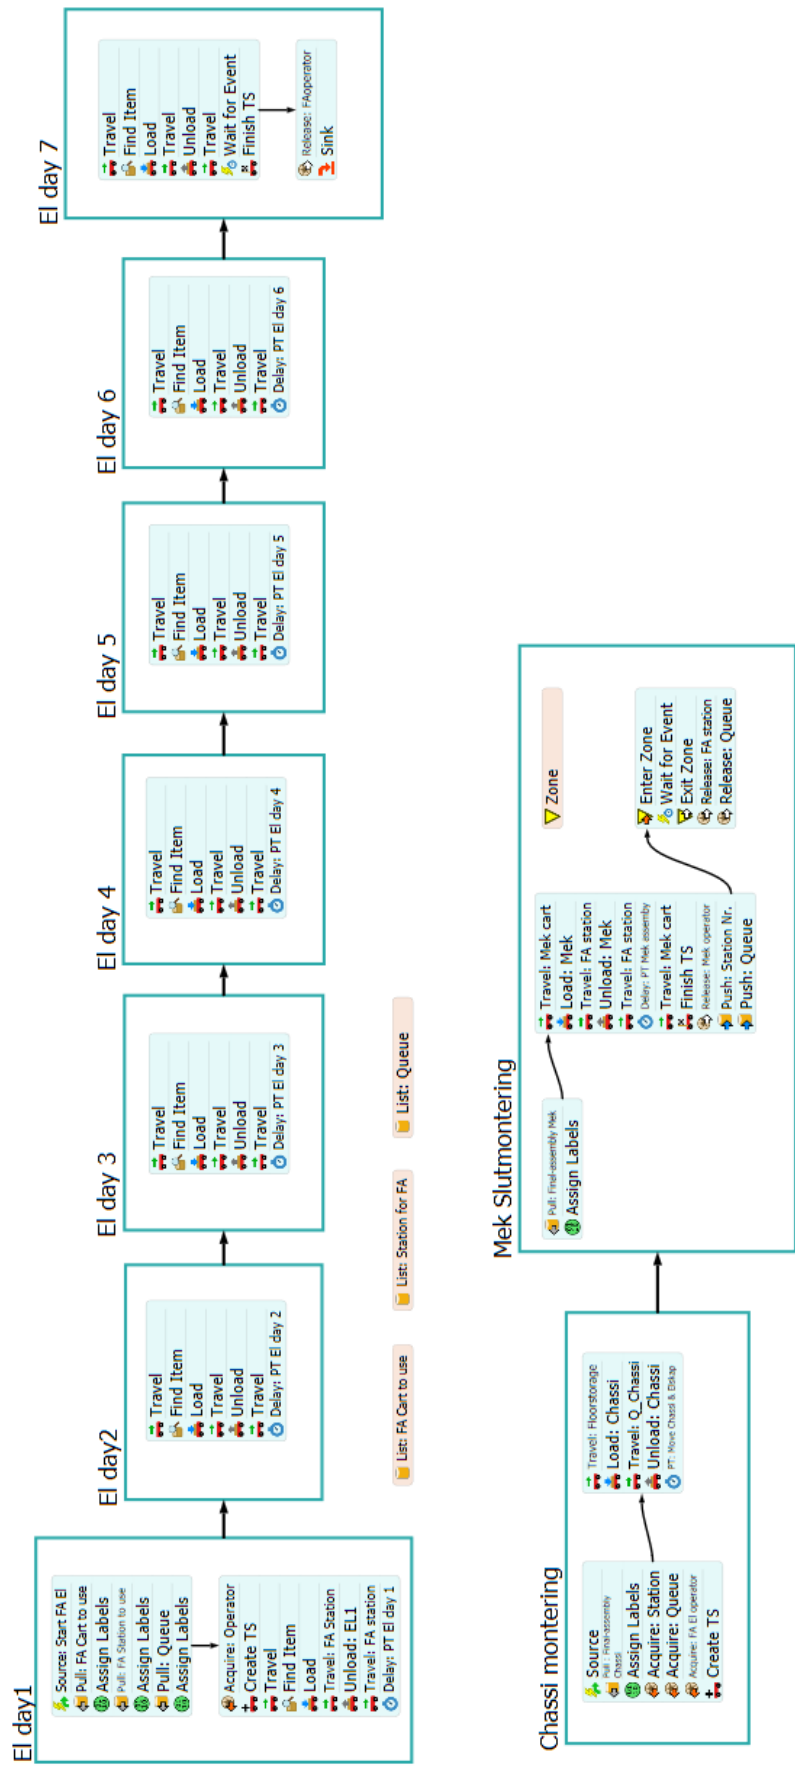 El day1
Source: Start FA El
Pull: FA Cart to use
Assign Labels
Pull: FA Station to use
Assign Labels
Pull: Queue
Assign Labels
Acquire: Operator
Create TS
Travel
Find Item
Load
Travel: FA Station
Unload: EL1
Travel: FA station
Delay: PT El day 1
El day2
Travel
Find Item
Load
Travel
Unload
Travel
Delay: PT El day 2
El day 3
Travel
Find Item
Load
Travel
Unload
Travel
Delay: PT El day 3
El day 4
Travel
Find Item
Load
Travel
Unload
Travel
Delay: PT El day 4
El day 5
Travel
Find Item
Load
Travel
Unload
Travel
Delay: PT El day 5
El day 6
Travel
Find Item
Load
Travel
Unload
Travel
Delay: PT El day 6
El day 7
Travel
Find Item
Load
Travel
Unload
Travel
Wait for Event
Finish TS
Release: FAoperator
Sink
List: FA Cart to use
List: Station for FA
List: Queue
Chassi montering
Source
Pull : Final-assembly
Chassi
Assign Labels
Acquire: Station
Acquire: Queue
Acquire: FA El operator
Create TS
Travel: Floorstorage
Load: Chassi
Travel: Q_Chassi
Unload: Chassi
PT: Move Chassi & Elskap
Mek Slutmontering
Pull: Final-assembly Mek
Assign Labels
Travel: Mek cart
Load: Mek
Travel: FA station
Unload: Mek
Travel: FA station
Delay: PT Mek assemby
Travel: Mek cart
Finish TS
Release: Mek operator
Push: Station Nr.
Push: Queue
Zone
Enter Zone
Wait for Event
Exit Zone
Release: FA station
Release: Queue